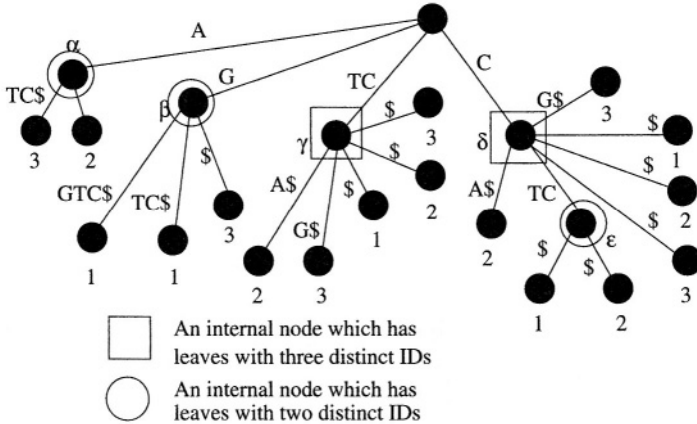 A
α
G
TC
C
TC$
β
γ
$
$
3
δ
G$
3
$
1
3
2
GTC$
TC$
$
A$
G$
$
1
2
A$
TC
$
2
$
1
1
3
2
3
2
$
ε
$
3
1
2
An internal node which has
leaves with three distinct IDs
An internal node which has
leaves with two distinct IDs